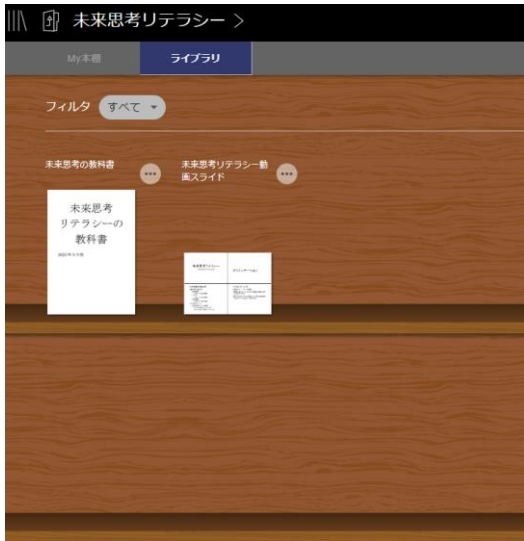 未来思考リテラシー >
My本棚
ライブラリ
フィルタ すべて
未来思考の教科書
未来思考リテラシー動
画スライド
未来思考
リテラシーの
教科書